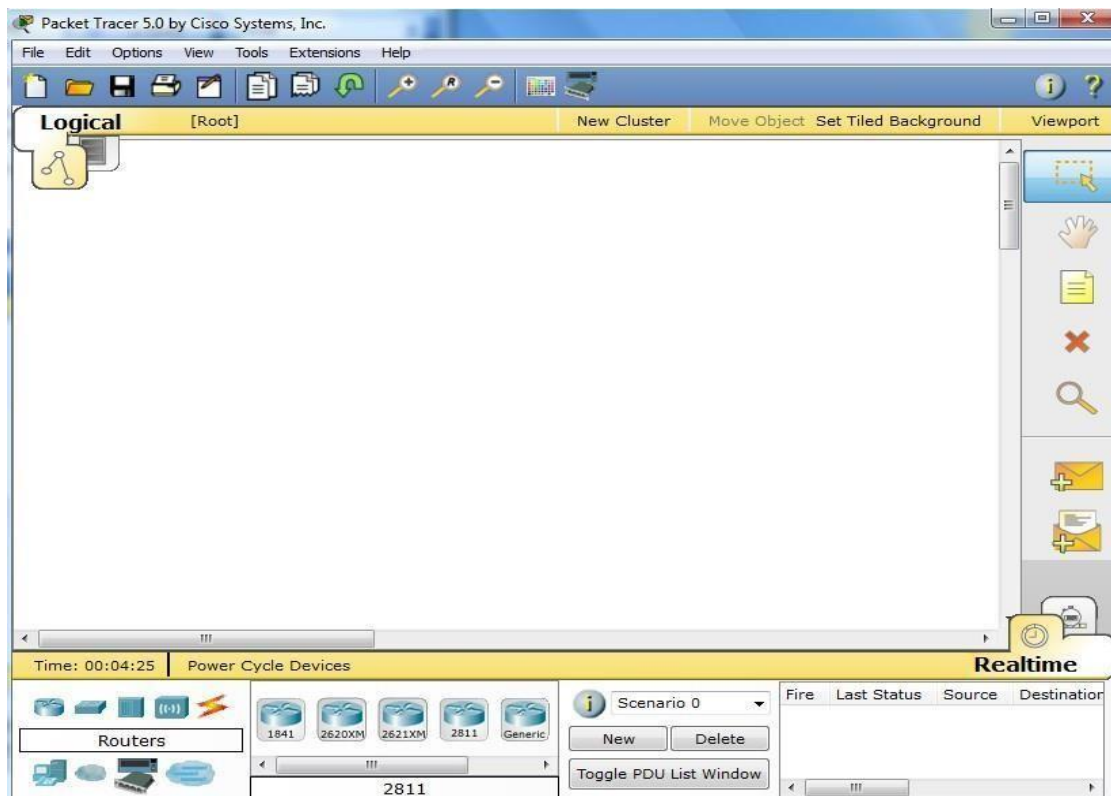 Packet Tracer 5.0 by Cisco Systems, Inc.
File Edit Options View Tools Extensions Help
Logical [Root] New Cluster Move Object Set Tiled Background Viewport
Time: 00:04:25 Power Cycle Devices Realtime
Routers
1841 2620XM 2621XM 2811 Generic
2811
Scenario 0
New Delete
Toggle PDU List Window
Fire Last Status Source Destination